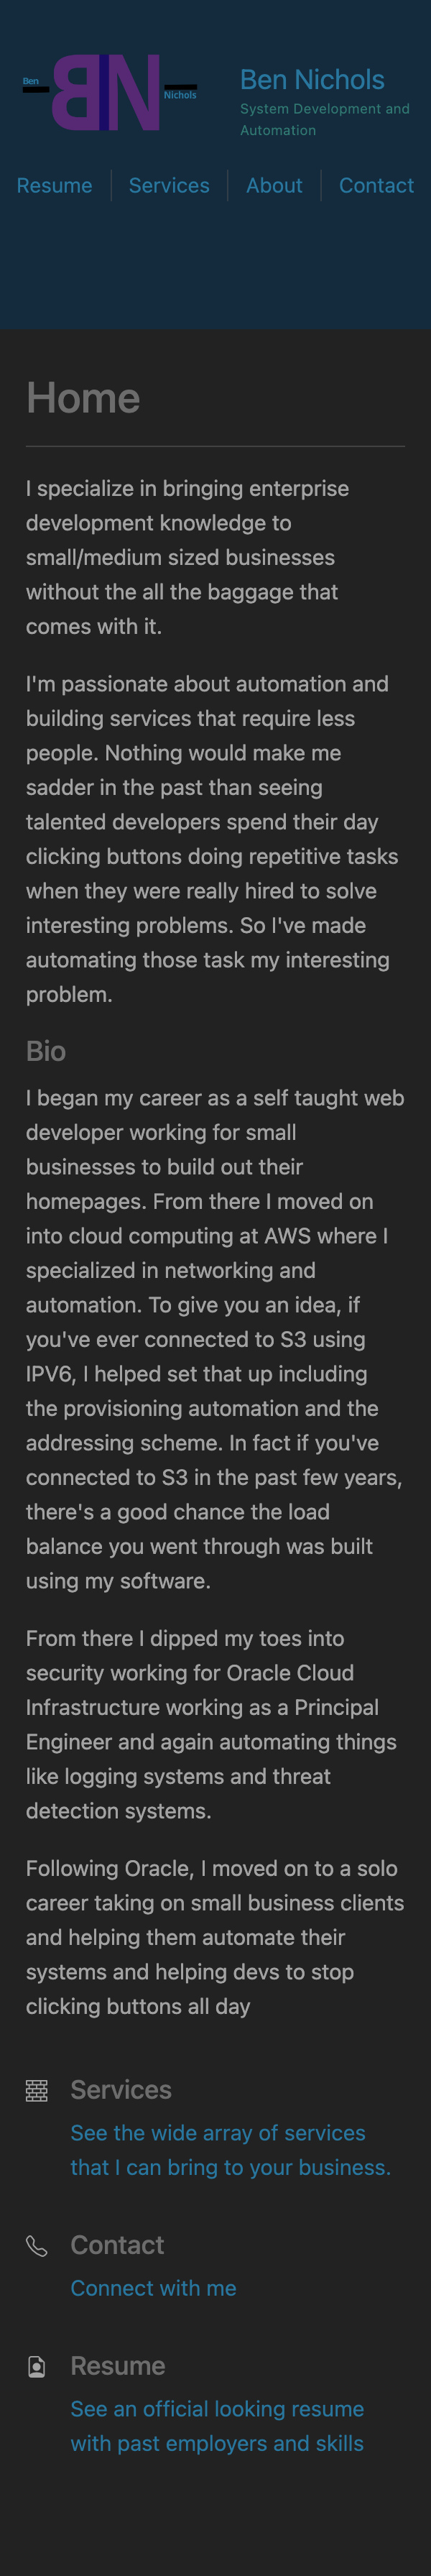 Ben
BN
Nichols
Ben Nichols
System Development and
Automation
Resume
Services
About
Contact
Home
I specialize in bringing enterprise
development knowledge to
small/medium sized businesses
without the all the baggage that
comes with it.
I'm passionate about automation and
building services that require less
people. Nothing would make me
sadder in the past than seeing
talented developers spend their day
clicking buttons doing repetitive tasks
when they were really hired to solve
interesting problems. So I've made
automating those task my interesting
problem.
Bio
I began my career as a self taught web
developer working for small
businesses to build out their
homepages. From there I moved on
into cloud computing at AWS where I
specialized in networking and
automation. To give you an idea, if
you've ever connected to S3 using
IPV6, I helped set that up including
the provisioning automation and the
addressing scheme. In fact if you've
connected to S3 in the past few years,
there's a good chance the load
balance you went through was built
using my software.
From there I dipped my toes into
security working for Oracle Cloud
Infrastructure working as a Principal
Engineer and again automating things
like logging systems and threat
detection systems.
Following Oracle, I moved on to a solo
career taking on small business clients
and helping them automate their
systems and helping devs to stop
clicking buttons all day
Services
See the wide array of services
that I can bring to your business.
Contact
Connect with me
Resume
See an official looking resume
with past employers and skills